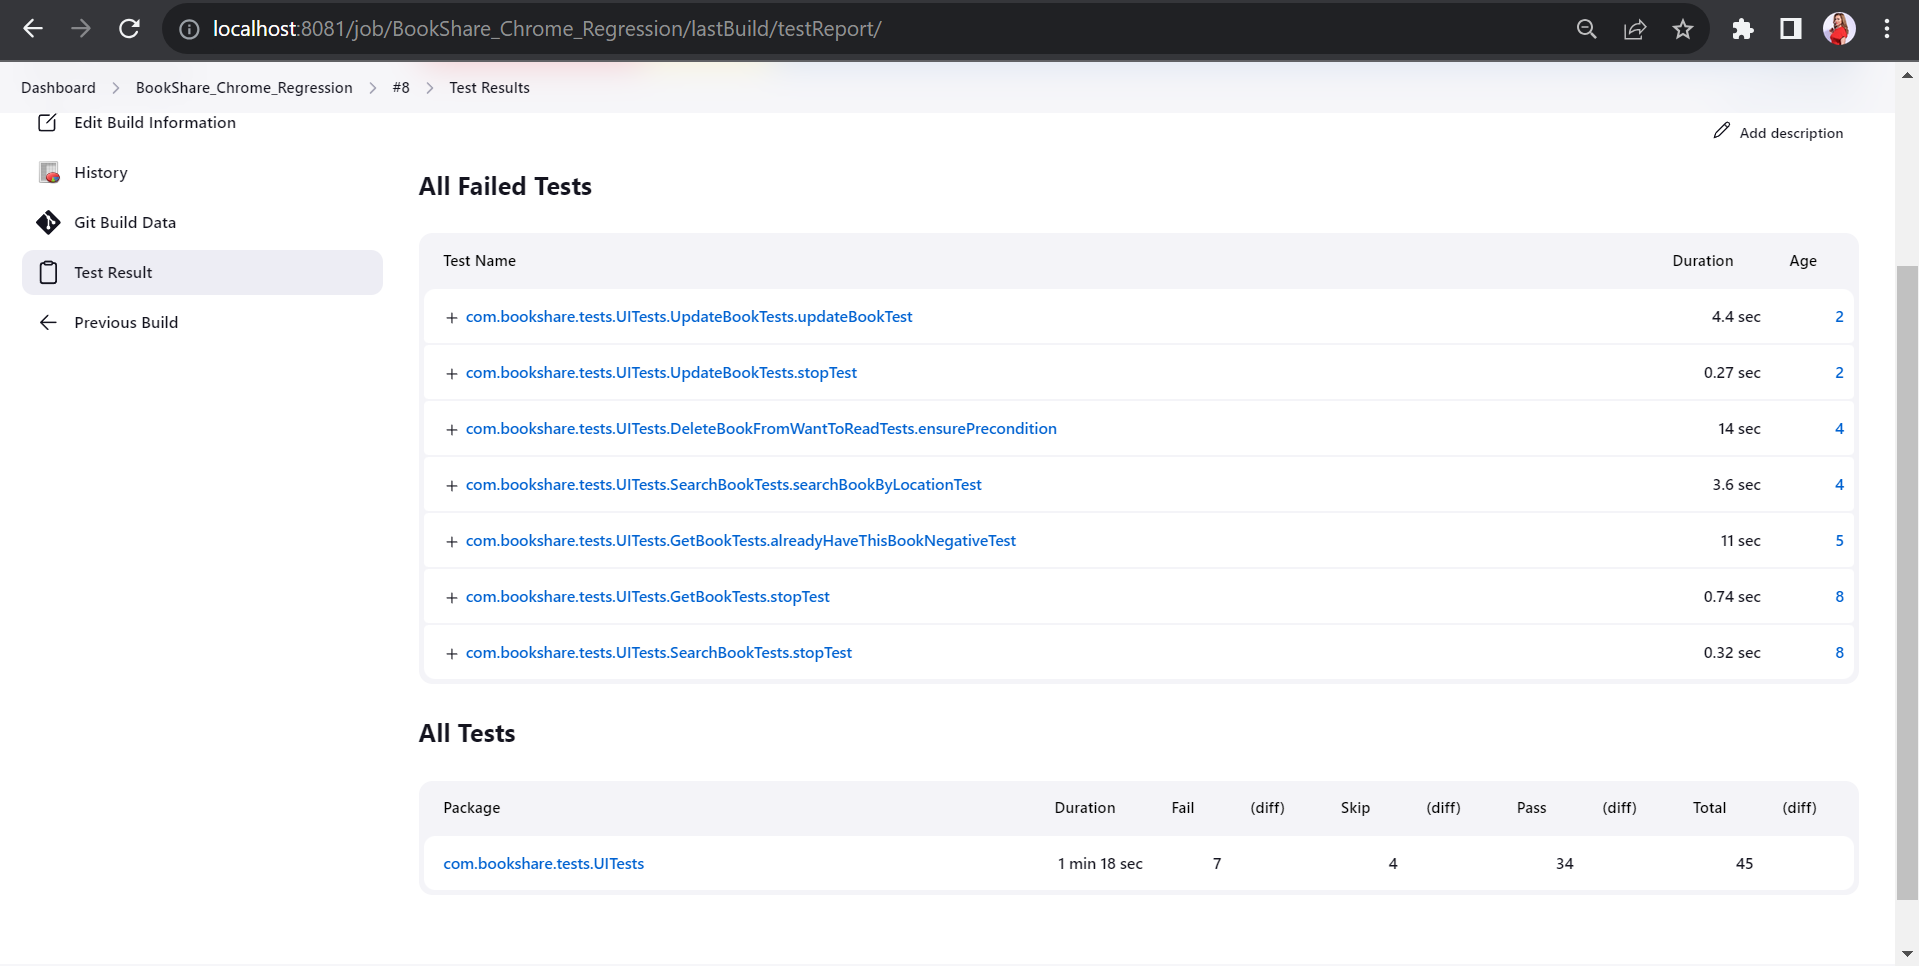 localhost:8081/job/BookShare_Chrome_Regression/lastBuild/testReport/
Dashboard BookShare_Chrome_Regression #8 Test Results
Edit Build Information
Add description
History
Git Build Data
Test Result
Previous Build
All Failed Tests
Test Name Duration Age
com.bookshare.tests.UITests.UpdateBookTests.updateBookTest 4.4 sec 2
com.bookshare.tests.UITests.UpdateBookTests.stopTest 0.27 sec 2
com.bookshare.tests.UITests.DeleteBookFromWantToReadTests.ensurePrecondition 14 sec 4
com.bookshare.tests.UITests.SearchBookTests.searchBookByLocationTest 3.6 sec 4
com.bookshare.tests.UITests.GetBookTests.alreadyHaveThisBookNegativeTest 11 sec 5
com.bookshare.tests.UITests.GetBookTests.stopTest 0.74 sec 8
com.bookshare.tests.UITests.SearchBookTests.stopTest 0.32 sec 8
All Tests
Package Duration Fail (diff) Skip (diff) Pass (diff) Total (diff)
com.bookshare.tests.UITests 1 min 18 sec 7 4 34 45